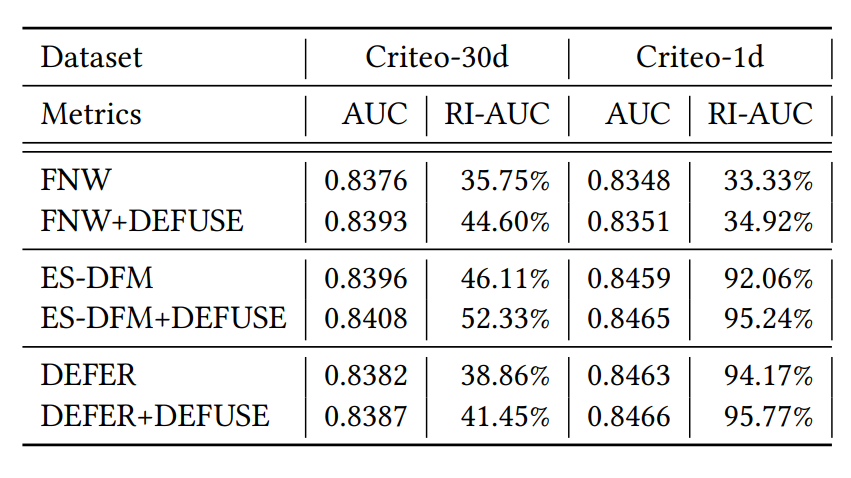 Dataset Criteo-30d Criteo-1d
Metrics AUC RI-AUC AUC RI-AUC
FNW 0.8376 35.75% 0.8348 33.33%
FNW+DEFUSE 0.8393 44.60% 0.8351 34.92%
ES-DFM 0.8396 46.11% 0.8459 92.06%
ES-DFM+DEFUSE 0.8408 52.33% 0.8465 95.24%
DEFER 0.8382 38.86% 0.8463 94.17%
DEFER+DEFUSE 0.8387 41.45% 0.8466 95.77%